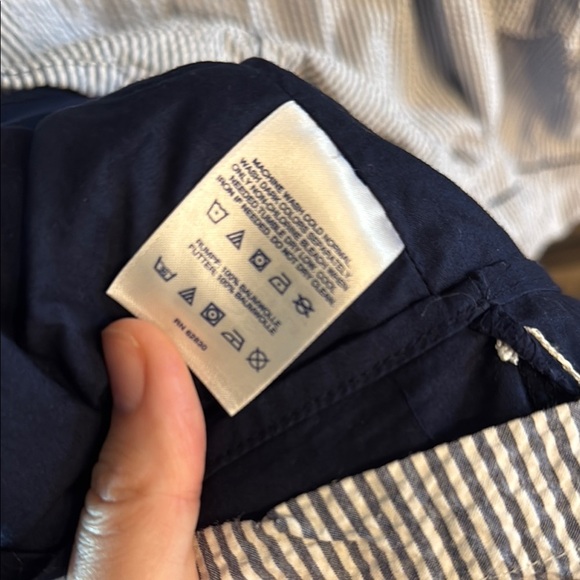 MACHINE WASH COLD NORMAL.
WASH DARK COLORS SEPARATELY
ONLY NON-CHLORINE BLEACH WHEN
NEEDED TUMBLE DRY LOW. COOL
IRON IF NEEDED. DO NOT DRY CLEAN.
RUMPF: 100% BAUMWOLLE
FUTTER: 100% BAUMWOLLE
RN 62920